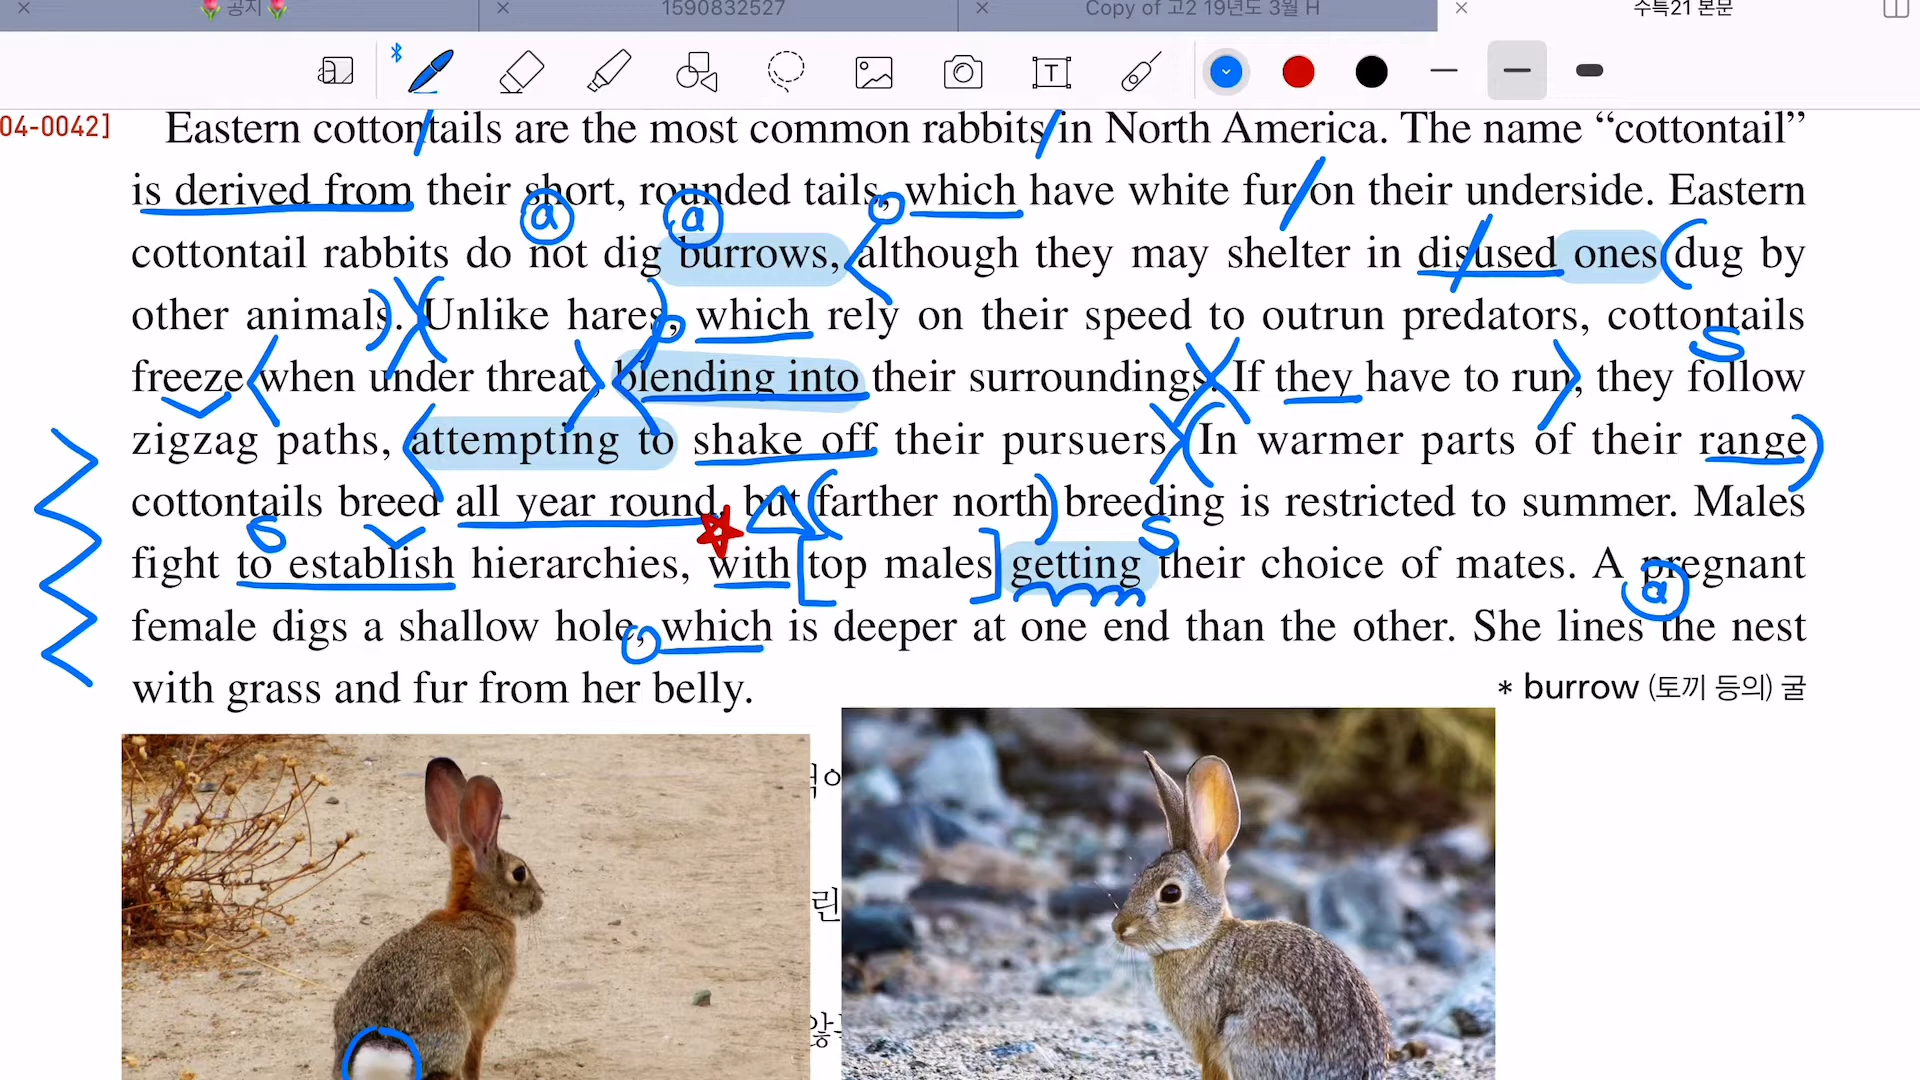 공지
1590832527
Copy of 고2 19년도 3월 H
수특21 본문
T
04-0042]
Eastern cottontails are the most common rabbits in North America. The name “cottontail”
is derived from their short, rounded tails, which have white fur on their underside. Eastern
a a
cottontail rabbits do not dig burrows, although they may shelter in disused ones dug by
other animals. Unlike hares, which rely on their speed to outrun predators, cottontails
S
freeze when under threat, blending into their surroundings. If they have to run, they follow
zigzag paths, attempting to shake off their pursuers. In warmer parts of their range
cottontails breed all year round, but farther north breeding is restricted to summer. Males
S S
fight to establish hierarchies, with top males getting their choice of mates. A pregnant
a
female digs a shallow hole, which is deeper at one end than the other. She lines the nest
with grass and fur from her belly.
* burrow (토끼 등의) 굴
린